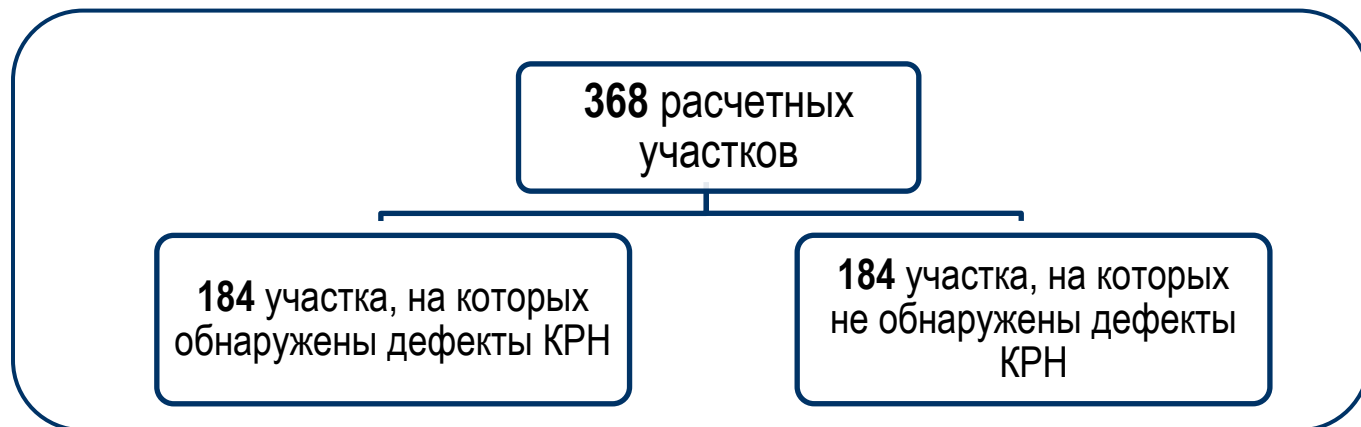 368 расчетных
участков
184 участка, на которых
обнаружены дефекты КРН
184 участка, на которых
не обнаружены дефекты
КРН